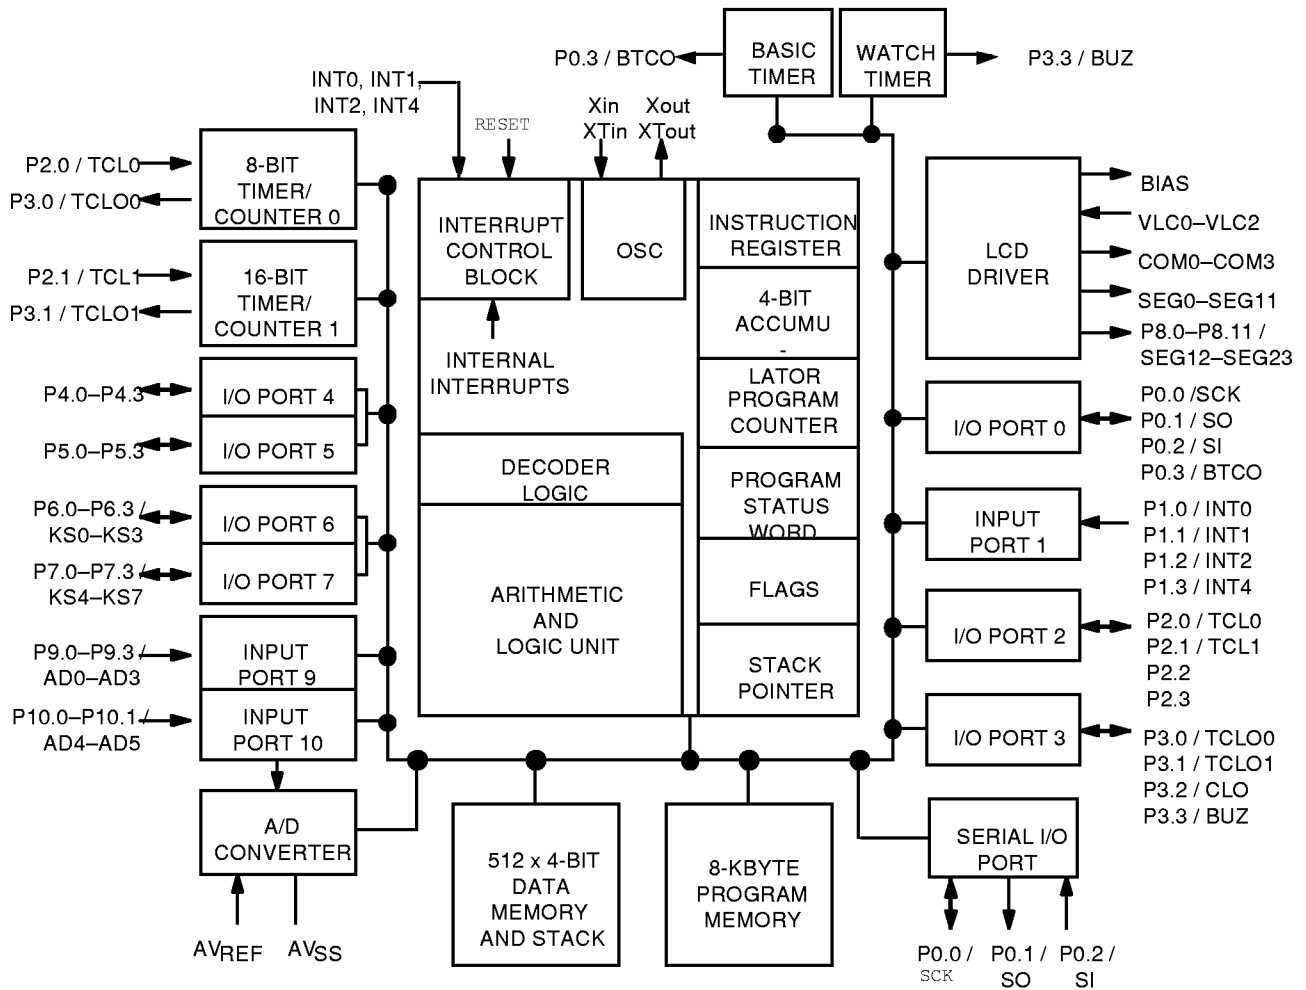 P0.3 / BTCO
BASIC
TIMER
WATCH
TIMER
P3.3 / BUZ
INT0, INT1,
INT2, INT4
RESET
Xin
XTin
Xout
XTout
P2.0 / TCL0
P3.0 / TCLO0
8-BIT
TIMER/
COUNTER 0
P2.1 / TCL1
P3.1 / TCLO1
16-BIT
TIMER/
COUNTER 1
P4.0–P4.3
I/O PORT 4
P5.0–P5.3
I/O PORT 5
P6.0–P6.3 /
KS0–KS3
I/O PORT 6
P7.0–P7.3 /
KS4–KS7
I/O PORT 7
P9.0–P9.3 /
AD0–AD3
INPUT
PORT 9
P10.0–P10.1 /
AD4–AD5
INPUT
PORT 10
A/D
CONVERTER
AVREF
AVSS
INTERRUPT
CONTROL
BLOCK
OSC
INTERNAL
INTERRUPTS
DECODER
LOGIC
ARITHMETIC
AND
LOGIC UNIT
INSTRUCTION
REGISTER
4-BIT
ACCUMU
-
LATOR
PROGRAM
COUNTER
PROGRAM
STATUS
WORD
FLAGS
STACK
POINTER
512 x 4-BIT
DATA
MEMORY
AND STACK
8-KBYTE
PROGRAM
MEMORY
LCD
DRIVER
BIAS
VLC0–VLC2
COM0–COM3
SEG0–SEG11
P8.0–P8.11 /
SEG12–SEG23
I/O PORT 0
P0.0 /SCK
P0.1 / SO
P0.2 / SI
P0.3 / BTCO
INPUT
PORT 1
P1.0 / INT0
P1.1 / INT1
P1.2 / INT2
P1.3 / INT4
I/O PORT 2
P2.0 / TCL0
P2.1 / TCL1
P2.2
P2.3
I/O PORT 3
P3.0 / TCLO0
P3.1 / TCLO1
P3.2 / CLO
P3.3 / BUZ
SERIAL I/O
PORT
P0.0 /
SCK
P0.1 /
SO
P0.2 /
SI